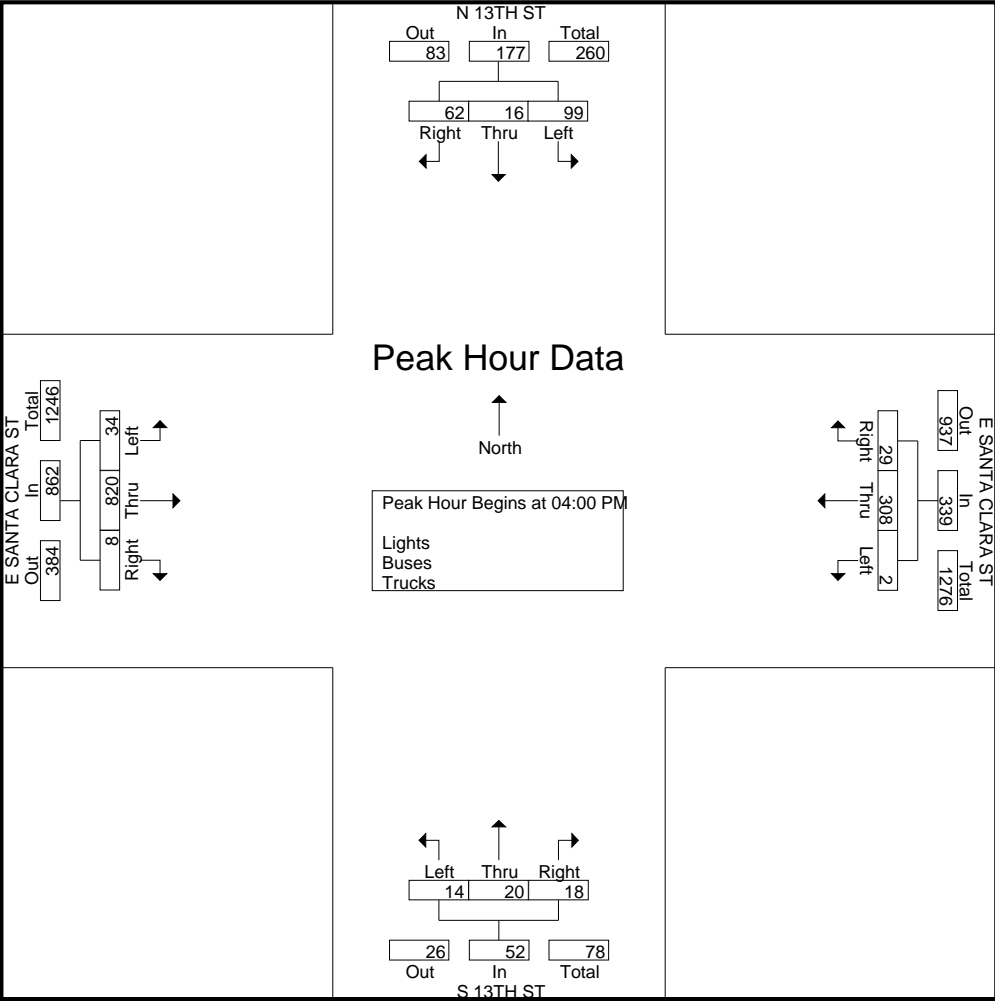 N 13TH ST
Out In Total
83 177 260
62 16 99
Right Thru Left
Peak Hour Data
North
Peak Hour Begins at 04:00 PM
Lights
Buses
Trucks
E SANTA CLARA ST
Total In Out
1246 862 384
34 820 8
Left Thru Right
E SANTA CLARA ST
Out In Total
937 339 1276
29 308 2
Right Thru Left
Left Thru Right
14 20 18
26 52 78
Out In Total
S 13TH ST